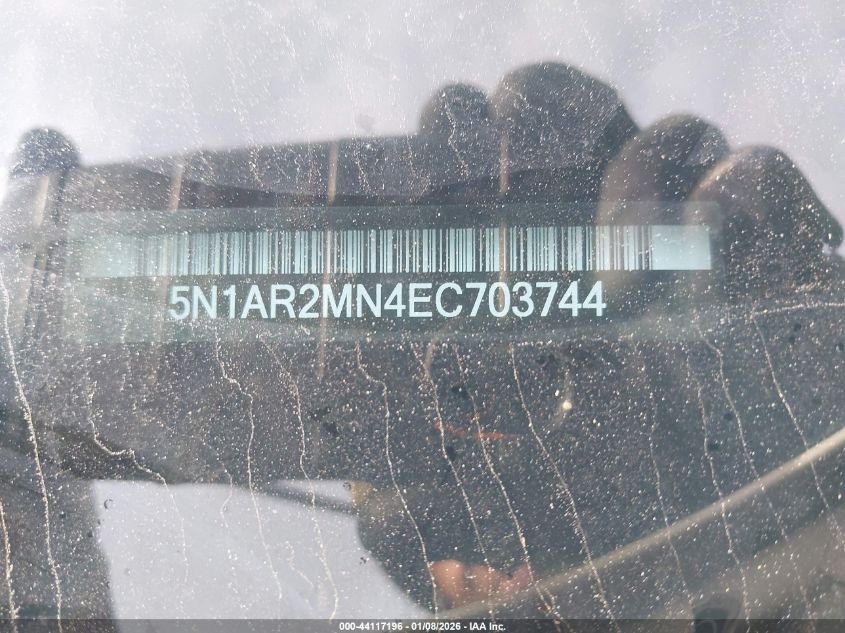 5N1AR2MN4EC703744
000-44117196 - 01/08/2026 - IAA Inc.